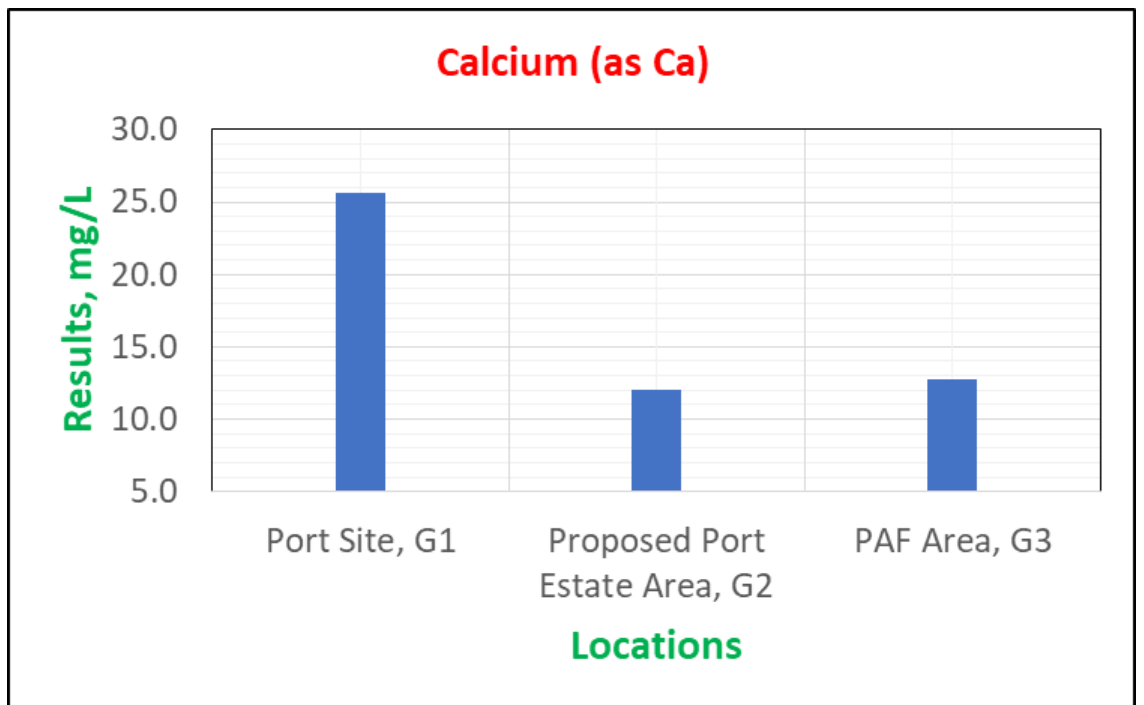 Calcium (as Ca)
Results, mg/L
30.0
25.0
20.0
15.0
10.0
5.0
Port Site, G1
Proposed Port
Estate Area, G2
PAF Area, G3
Locations